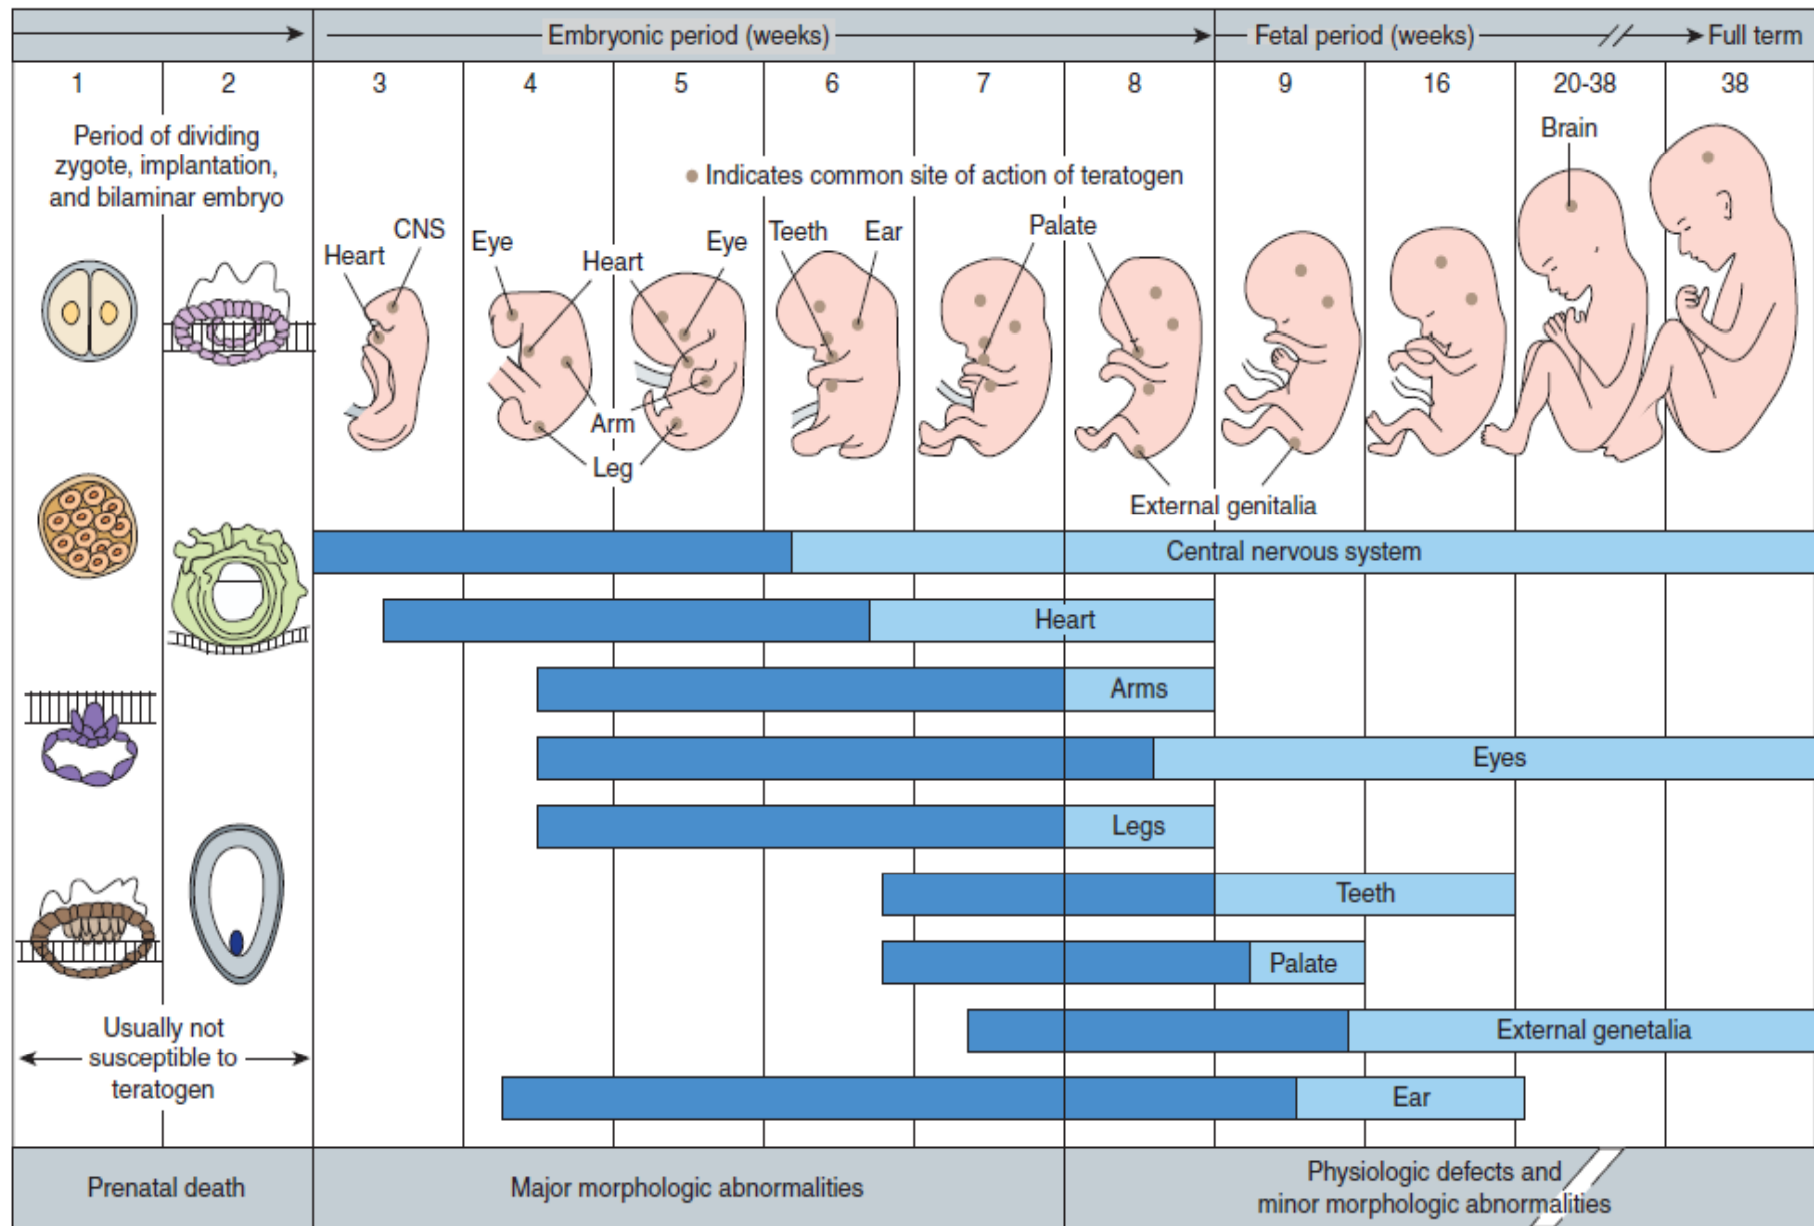 Embryonic period (weeks)
Fetal period (weeks)
Full term
1
2
3
4
5
6
7
8
9
16
20-38
38
Period of dividing
zygote, implantation,
and bilaminar embryo
Indicates common site of action of teratogen
Brain
Heart
CNS
Eye
Heart
Eye
Teeth
Ear
Palate
Arm
Leg
External genitalia
Central nervous system
Heart
Arms
Eyes
Legs
Teeth
Palate
External genetalia
Ear
Usually not
susceptible to
teratogen
Prenatal death
Major morphologic abnormalities
Physiologic defects and
minor morphologic abnormalities